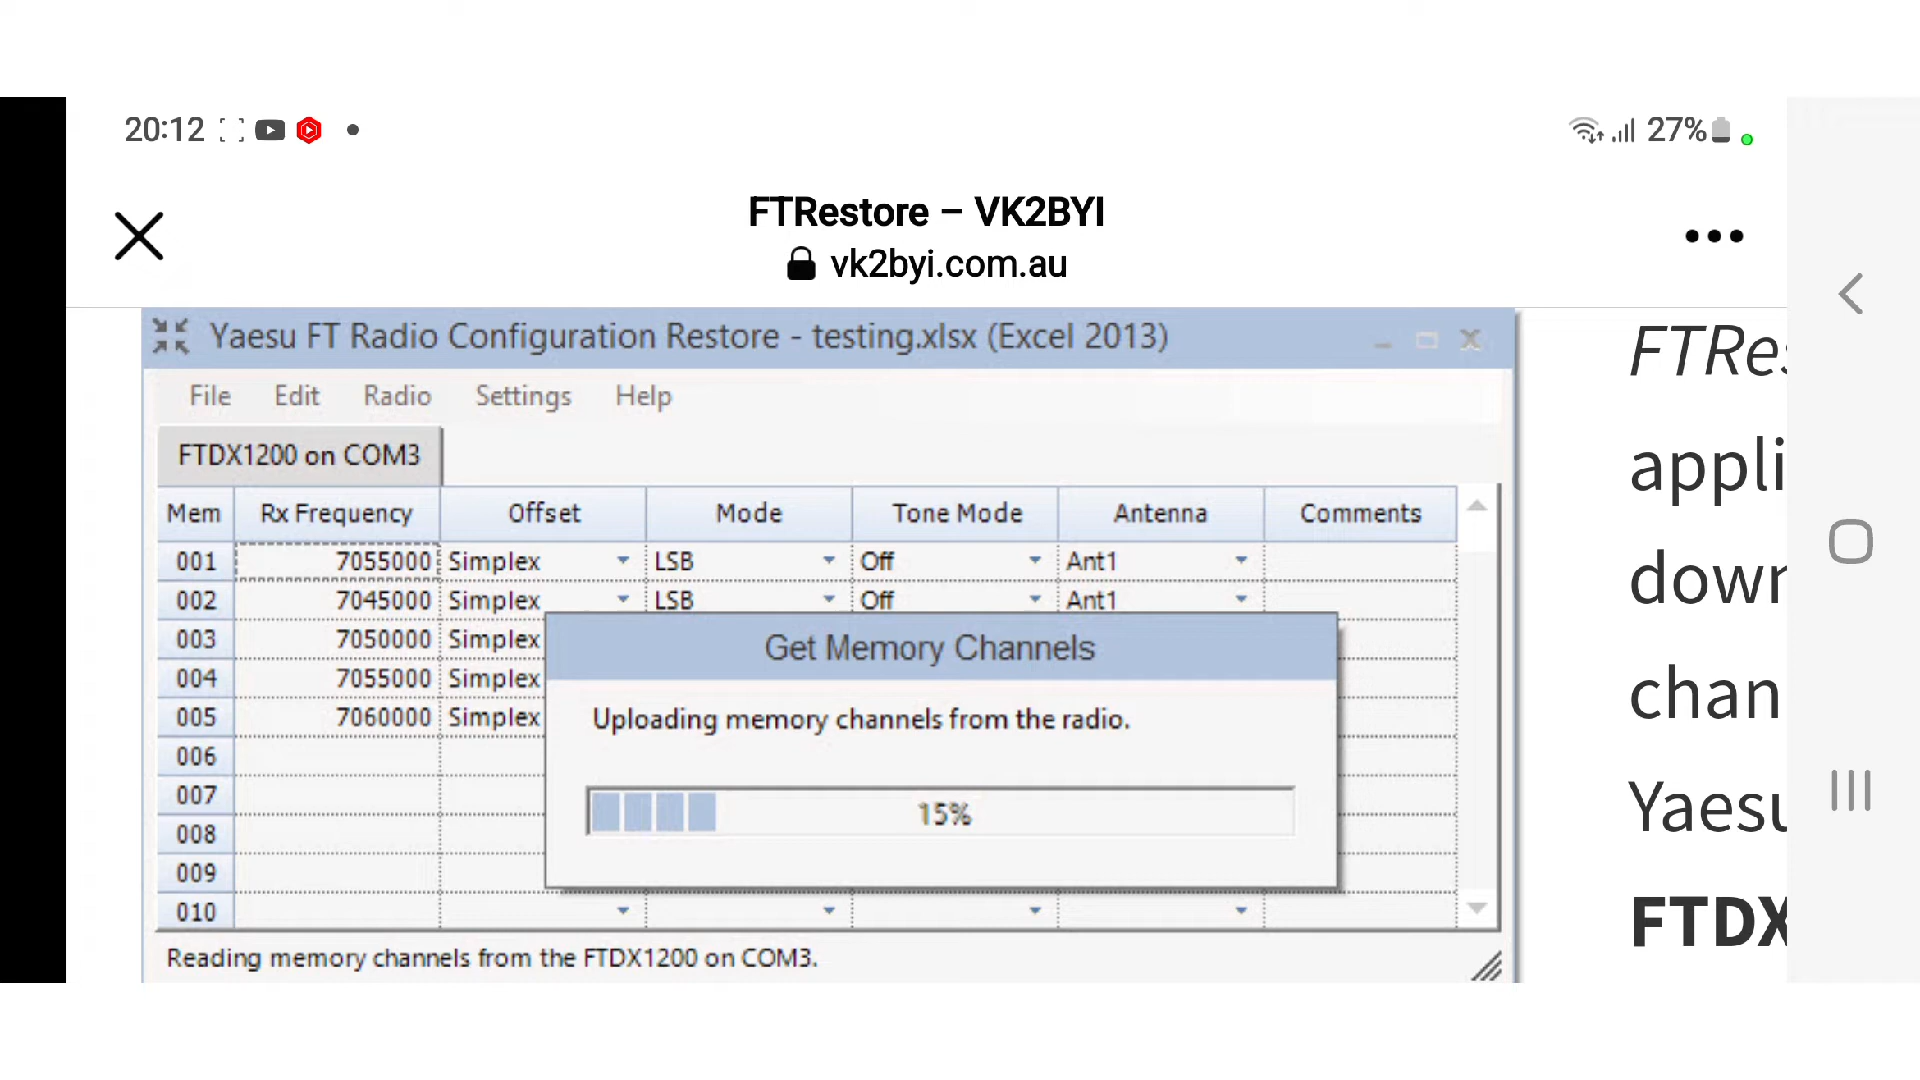 20:12
27%
FTRestore – VK2BYI
vk2byi.com.au
Yaesu FT Radio Configuration Restore - testing.xlsx (Excel 2013)
File Edit Radio Settings Help
FTDX1200 on COM3
Mem Rx Frequency Offset Mode Tone Mode Antenna Comments
001 7055000 Simplex LSB Off Ant1
002 7045000 Simplex LSB Off Ant1
003 7050000 Simplex
004 7055000 Simplex
005 7060000 Simplex
006
007
008
009
010
Get Memory Channels
Uploading memory channels from the radio.
15%
Reading memory channels from the FTDX1200 on COM3.
FTRes
appli
down
chan
Yaesu
FTDX